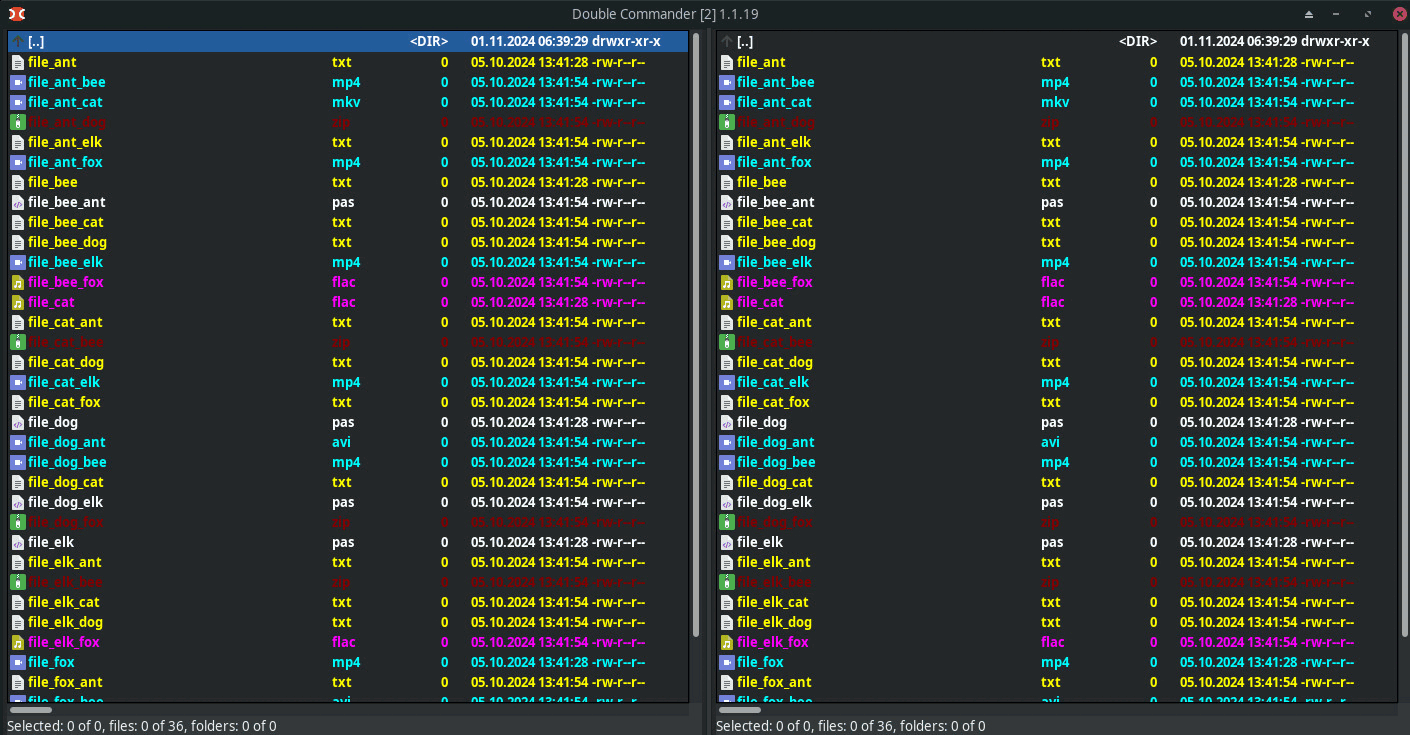 Double Commander [2] 1.1.19
[..] <DIR> 01.11.2024 06:39:29 drwxr-xr-x
file_ant txt 0 05.10.2024 13:41:28 -rw-r--r--
file_ant_bee mp4 0 05.10.2024 13:41:54 -rw-r--r--
file_ant_cat mkv 0 05.10.2024 13:41:54 -rw-r--r--
file_ant_dog zip 0 05.10.2024 13:41:54 -rw-r--r--
file_ant_elk txt 0 05.10.2024 13:41:54 -rw-r--r--
file_ant_fox mp4 0 05.10.2024 13:41:54 -rw-r--r--
file_bee txt 0 05.10.2024 13:41:28 -rw-r--r--
file_bee_ant pas 0 05.10.2024 13:41:54 -rw-r--r--
file_bee_cat txt 0 05.10.2024 13:41:54 -rw-r--r--
file_bee_dog txt 0 05.10.2024 13:41:54 -rw-r--r--
file_bee_elk mp4 0 05.10.2024 13:41:54 -rw-r--r--
file_bee_fox flac 0 05.10.2024 13:41:54 -rw-r--r--
file_cat flac 0 05.10.2024 13:41:28 -rw-r--r--
file_cat_ant txt 0 05.10.2024 13:41:54 -rw-r--r--
file_cat_bee zip 0 05.10.2024 13:41:54 -rw-r--r--
file_cat_dog txt 0 05.10.2024 13:41:54 -rw-r--r--
file_cat_elk mp4 0 05.10.2024 13:41:54 -rw-r--r--
file_cat_fox txt 0 05.10.2024 13:41:54 -rw-r--r--
file_dog pas 0 05.10.2024 13:41:28 -rw-r--r--
file_dog_ant avi 0 05.10.2024 13:41:54 -rw-r--r--
file_dog_bee mp4 0 05.10.2024 13:41:54 -rw-r--r--
file_dog_cat txt 0 05.10.2024 13:41:54 -rw-r--r--
file_dog_elk pas 0 05.10.2024 13:41:54 -rw-r--r--
file_dog_fox zip 0 05.10.2024 13:41:54 -rw-r--r--
file_elk pas 0 05.10.2024 13:41:28 -rw-r--r--
file_elk_ant txt 0 05.10.2024 13:41:54 -rw-r--r--
file_elk_bee zip 0 05.10.2024 13:41:54 -rw-r--r--
file_elk_cat txt 0 05.10.2024 13:41:54 -rw-r--r--
file_elk_dog txt 0 05.10.2024 13:41:54 -rw-r--r--
file_elk_fox flac 0 05.10.2024 13:41:54 -rw-r--r--
file_fox mp4 0 05.10.2024 13:41:28 -rw-r--r--
file_fox_ant txt 0 05.10.2024 13:41:54 -rw-r--r--
file_fox_bee avi 0 05.10.2024 13:41:54 -rw-r--r--
Selected: 0 of 0, files: 0 of 36, folders: 0 of 0
[..] <DIR> 01.11.2024 06:39:29 drwxr-xr-x
file_ant txt 0 05.10.2024 13:41:28 -rw-r--r--
file_ant_bee mp4 0 05.10.2024 13:41:54 -rw-r--r--
file_ant_cat mkv 0 05.10.2024 13:41:54 -rw-r--r--
file_ant_dog zip 0 05.10.2024 13:41:54 -rw-r--r--
file_ant_elk txt 0 05.10.2024 13:41:54 -rw-r--r--
file_ant_fox mp4 0 05.10.2024 13:41:54 -rw-r--r--
file_bee txt 0 05.10.2024 13:41:28 -rw-r--r--
file_bee_ant pas 0 05.10.2024 13:41:54 -rw-r--r--
file_bee_cat txt 0 05.10.2024 13:41:54 -rw-r--r--
file_bee_dog txt 0 05.10.2024 13:41:54 -rw-r--r--
file_bee_elk mp4 0 05.10.2024 13:41:54 -rw-r--r--
file_bee_fox flac 0 05.10.2024 13:41:54 -rw-r--r--
file_cat flac 0 05.10.2024 13:41:28 -rw-r--r--
file_cat_ant txt 0 05.10.2024 13:41:54 -rw-r--r--
file_cat_bee zip 0 05.10.2024 13:41:54 -rw-r--r--
file_cat_dog txt 0 05.10.2024 13:41:54 -rw-r--r--
file_cat_elk mp4 0 05.10.2024 13:41:54 -rw-r--r--
file_cat_fox txt 0 05.10.2024 13:41:54 -rw-r--r--
file_dog pas 0 05.10.2024 13:41:28 -rw-r--r--
file_dog_ant avi 0 05.10.2024 13:41:54 -rw-r--r--
file_dog_bee mp4 0 05.10.2024 13:41:54 -rw-r--r--
file_dog_cat txt 0 05.10.2024 13:41:54 -rw-r--r--
file_dog_elk pas 0 05.10.2024 13:41:54 -rw-r--r--
file_dog_fox zip 0 05.10.2024 13:41:54 -rw-r--r--
file_elk pas 0 05.10.2024 13:41:28 -rw-r--r--
file_elk_ant txt 0 05.10.2024 13:41:54 -rw-r--r--
file_elk_bee zip 0 05.10.2024 13:41:54 -rw-r--r--
file_elk_cat txt 0 05.10.2024 13:41:54 -rw-r--r--
file_elk_dog txt 0 05.10.2024 13:41:54 -rw-r--r--
file_elk_fox flac 0 05.10.2024 13:41:54 -rw-r--r--
file_fox mp4 0 05.10.2024 13:41:28 -rw-r--r--
file_fox_ant txt 0 05.10.2024 13:41:54 -rw-r--r--
file_fox_bee avi 0 05.10.2024 13:41:54 -rw-r--r--
Selected: 0 of 0, files: 0 of 36, folders: 0 of 0